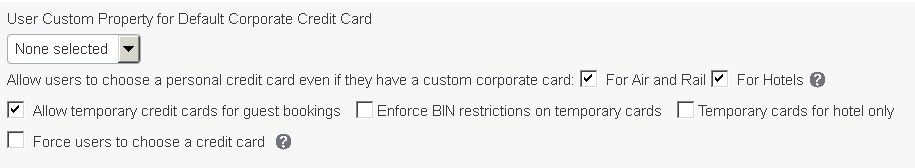 User Custom Property for Default Corporate Credit Card
None selected
Allow users to choose a personal credit card even if they have a custom corporate card: For Air and Rail For Hotels ?
Allow temporary credit cards for guest bookings Enforce BIN restrictions on temporary cards Temporary cards for hotel only
Force users to choose a credit card ?